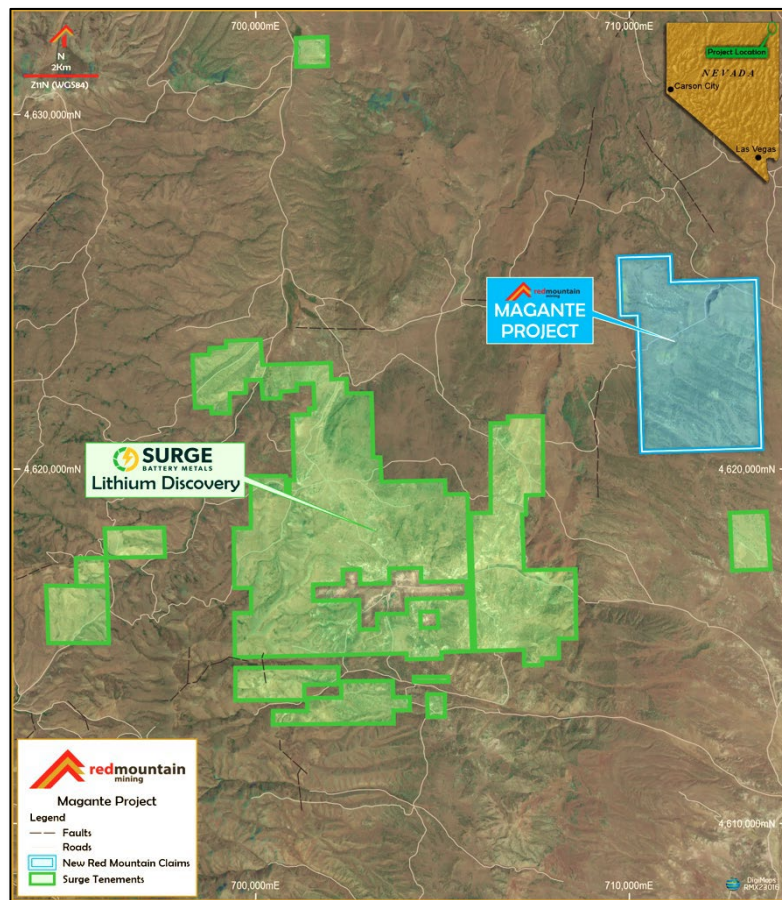 700,000mE
710,000mE
N
2Km
Z11N (WGS84)
Project Location
NEVADA
Carson City
Las Vegas
4,630,000mN
redmountain
mining
MAGANTE
PROJECT
SURGE
BATTERY METALS
Lithium Discovery
4,620,000mN
4,620,000mN
redmountain
mining
Magante Project
Legend
Faults
Roads
New Red Mountain Claims
Surge Tenements
4,610,000mN
700,000mE
710,000mE
DigiMaps